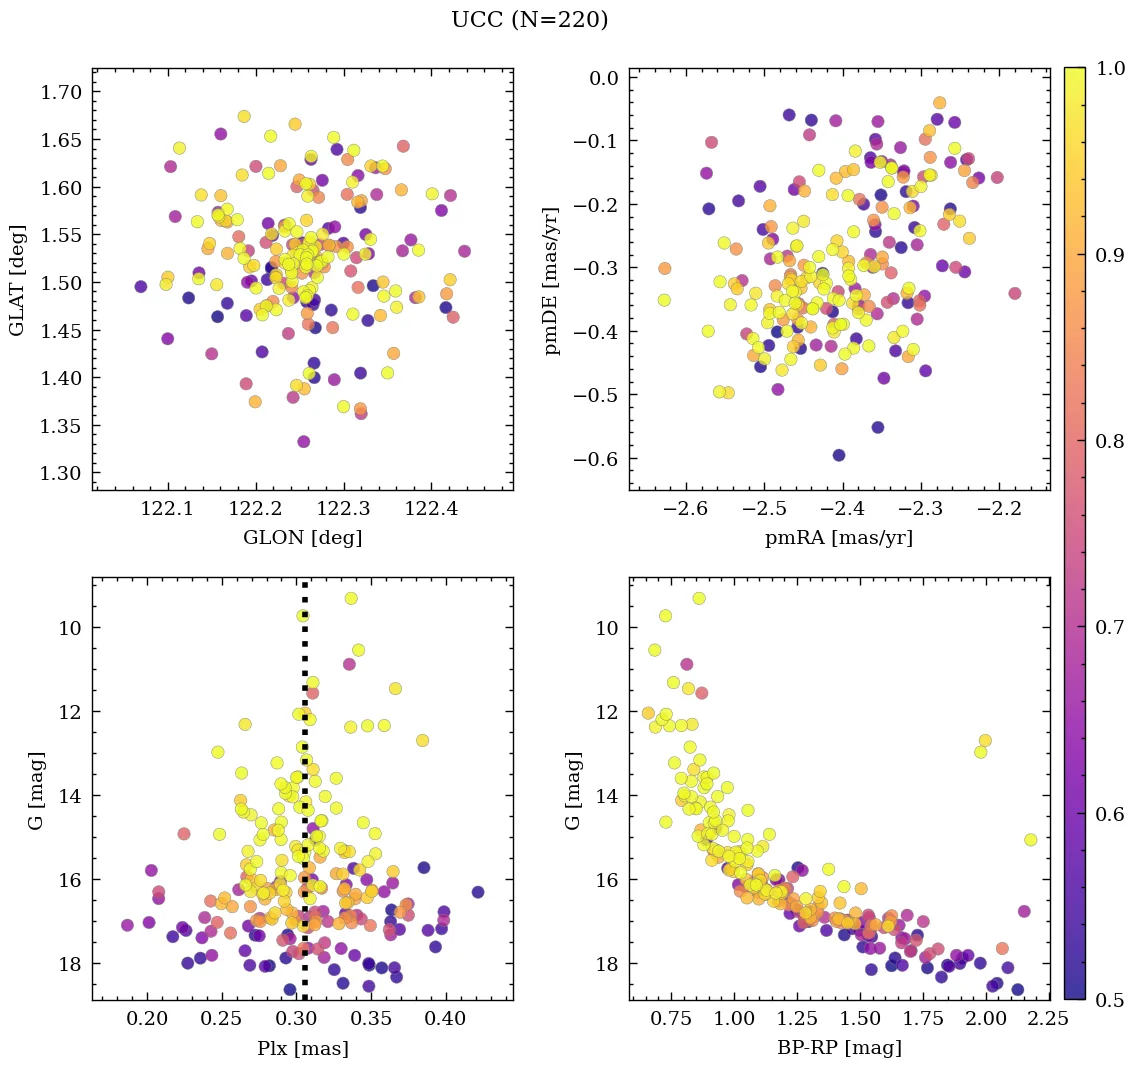 UCC (N=220)
1.70
1.65
1.60
1.55
1.50
1.45
1.40
1.35
1.30
GLAT [deg]
122.1 122.2 122.3 122.4
GLON [deg]
0.0
−0.1
−0.2
−0.3
−0.4
−0.5
−0.6
pmDE [mas/yr]
−2.6 −2.5 −2.4 −2.3 −2.2
pmRA [mas/yr]
1.0
0.9
0.8
0.7
0.6
0.5
10
12
14
16
18
G [mag]
0.20 0.25 0.30 0.35 0.40
Plx [mas]
10
12
14
16
18
G [mag]
0.75 1.00 1.25 1.50 1.75 2.00 2.25
BP-RP [mag]